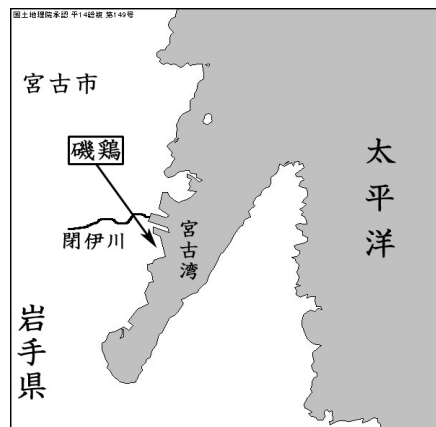 国土地理院承認 平14総複 第149号
宮古市
磯鶏
太平洋
宮古湾
閉伊川
岩手県